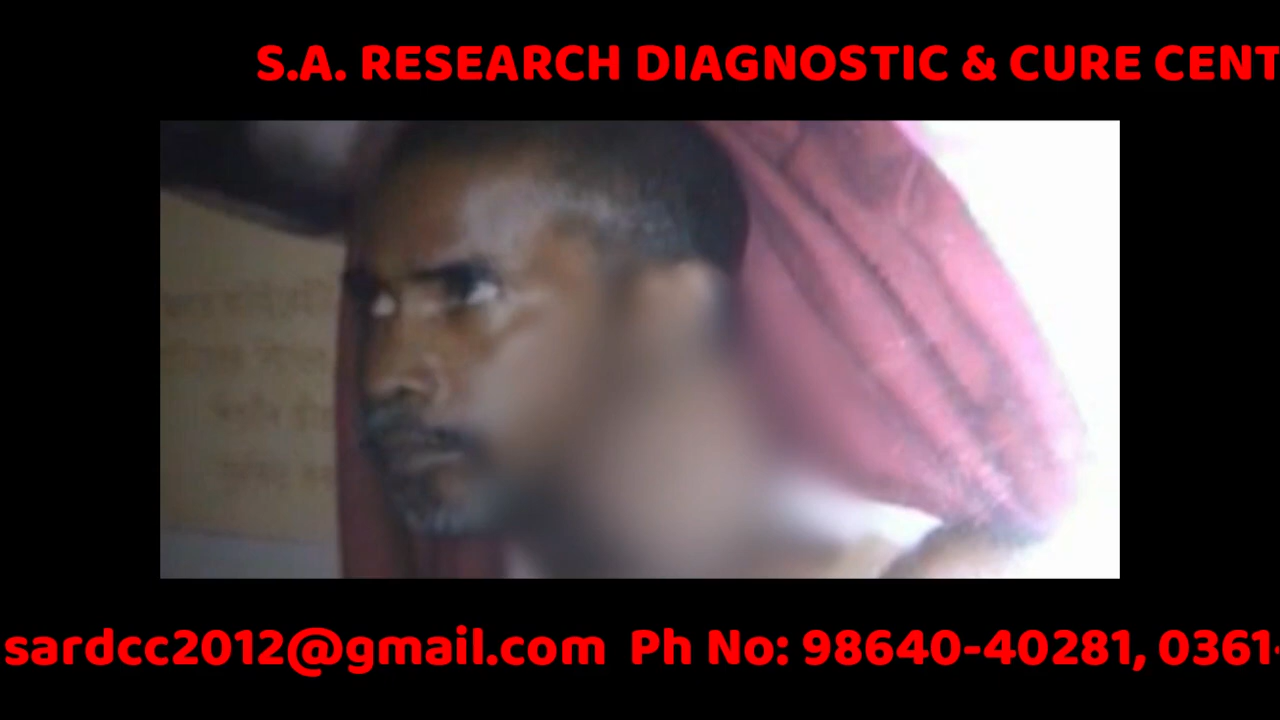 S.A. RESEARCH DIAGNOSTIC & CURE CENT
sardcc2012@gmail.com Ph No: 98640-40281, 0361-